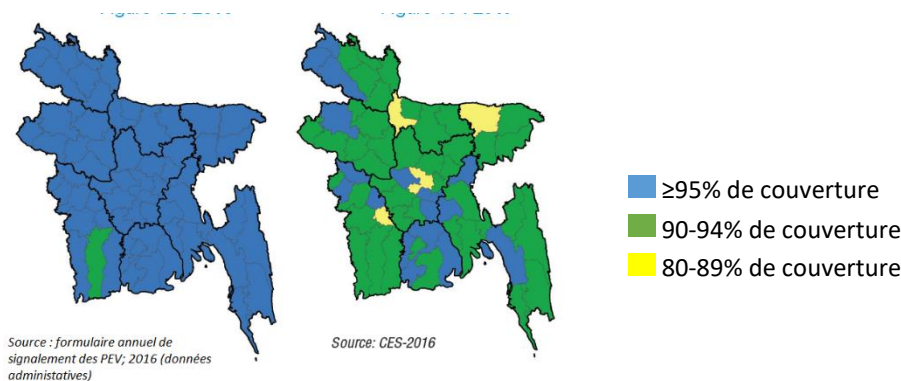 ≥95% de couverture
90-94% de couverture
80-89% de couverture
Source : formulaire annuel de
signalement des PEV; 2016 (données
administatives)
Source: CES-2016